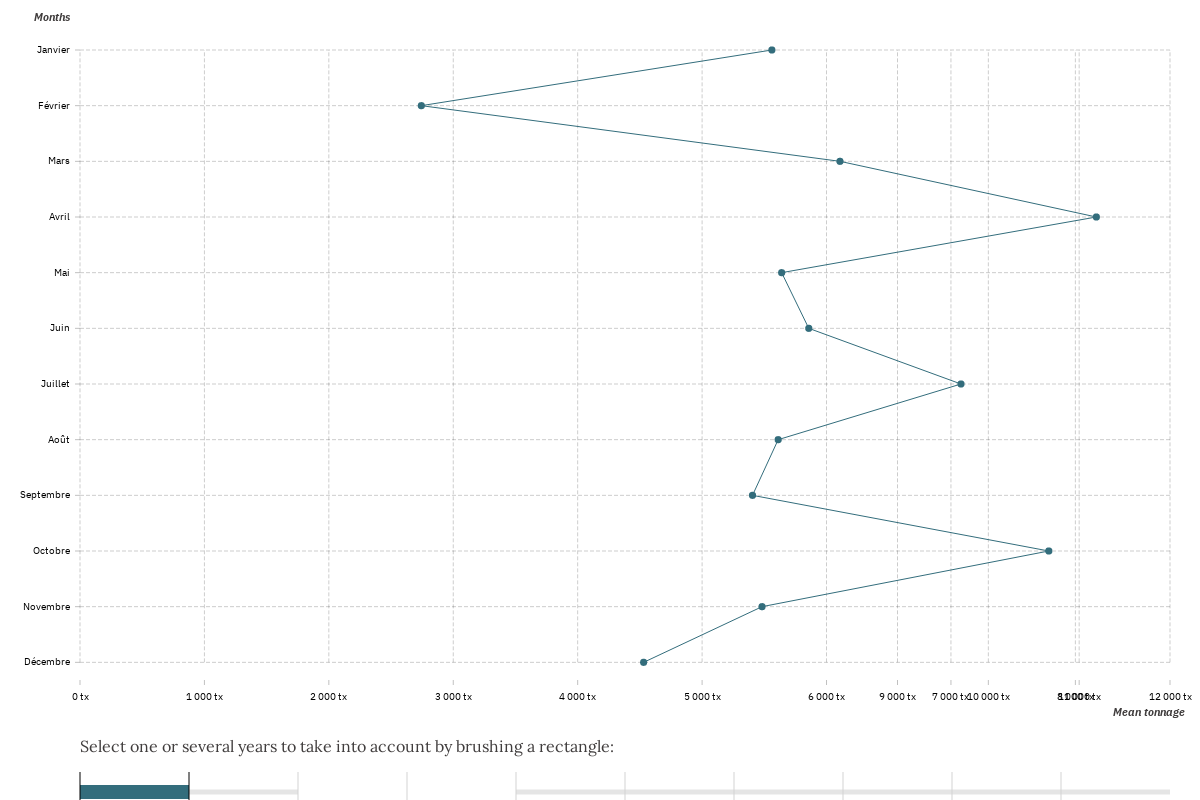 Months
Janvier
Février
Mars
Avril
Mai
Juin
Juillet
Août
Septembre
Octobre
Novembre
Décembre
0 tx 1 000 tx 2 000 tx 3 000 tx 4 000 tx 5 000 tx 6 000 tx 9 000 tx 7 000 tx 10 000 tx 12 000 tx
Mean tonnage
Select one or several years to take into account by brushing a rectangle: